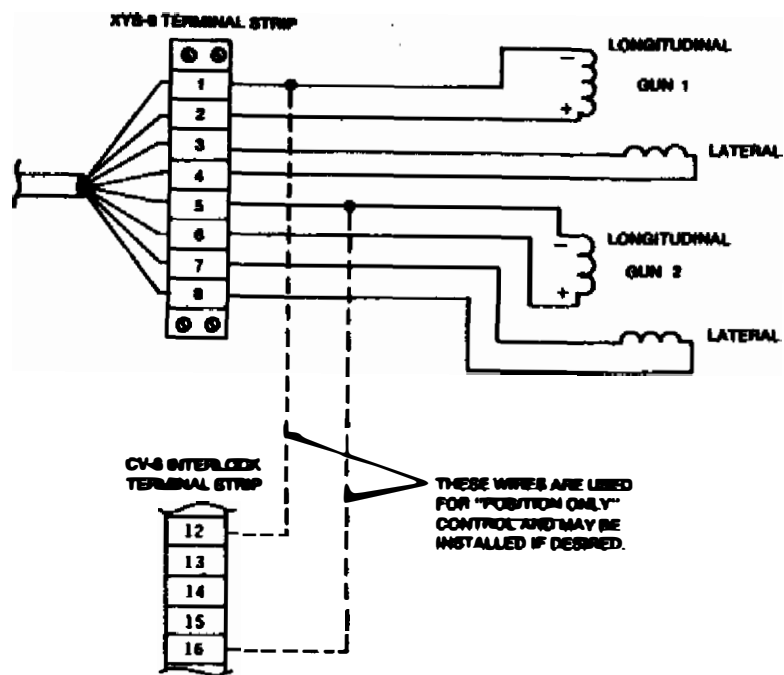 XYS-8 TERMINAL STRIP
1
2
3
4
5
6
7
8
LONGITUDINAL
GUN 1
LATERAL
LONGITUDINAL
GUN 2
LATERAL
-
+
-
+
CV-8 INTERLOCK
TERMINAL STRIP
12
13
14
15
16
THESE WIRES ARE USED
FOR "POSITION ONLY"
CONTROL AND MAY BE
INSTALLED IF DESIRED.